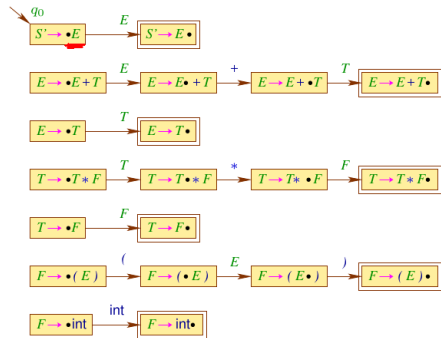 q0
E
S'→ •E S'→ E •
E + T
E→ •E+T E→ E• +T E→ E+ •T E→ E+T•
T
E→ •T E→ T•
T * F
T→ •T* F T→ T• * F T→ T* •F T→ T* F•
F
T→ •F T→ F•
( E )
F→ •( E ) F→ ( •E ) F→ ( E• ) F→ ( E ) •
int
F→ •int F→ int•